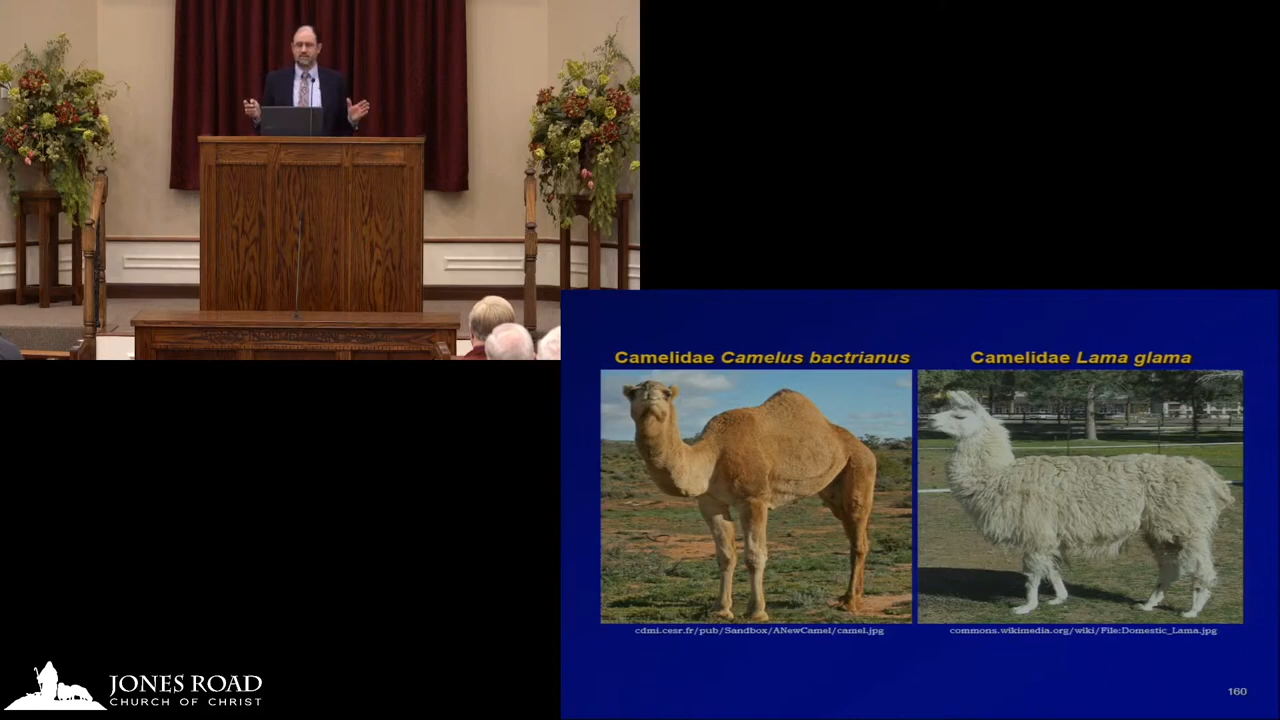 Camelidae Camelus bactrianus
Camelidae Lama glama
cdmi.cesr.fr/pub/Sandbox/ANewCamel/camel.jpg
commons.wikimedia.org/wiki/File:Domestic_Lama.jpg
160
JONES ROAD
CHURCH OF CHRIST